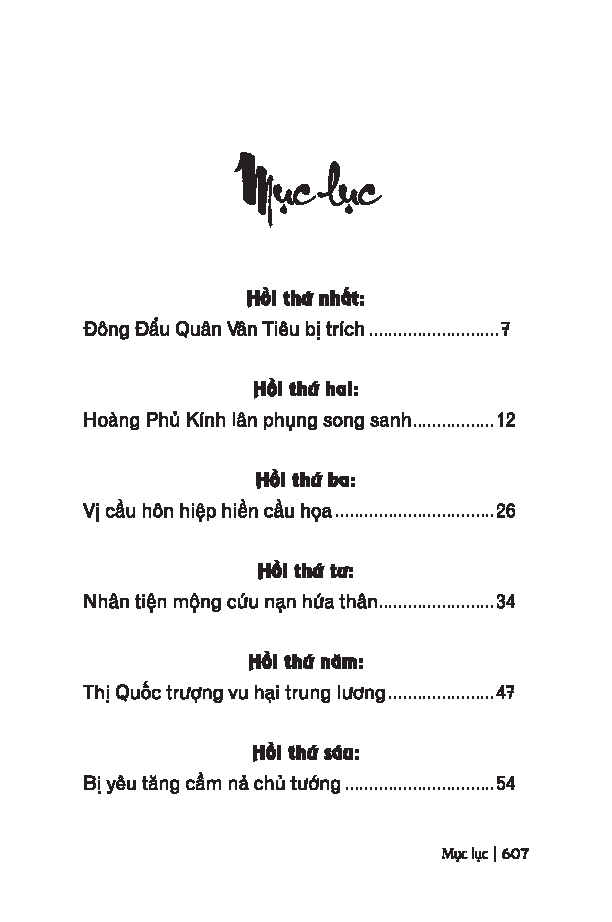 Mục lục
Hồi thứ nhất:
Đông Đẩu Quân Vân Tiêu bị trích ........................... 7
Hồi thứ hai:
Hoàng Phủ Kính lân phụng song sanh ................. 12
Hồi thứ ba:
Vị cầu hôn hiệp hiền cầu họa ................................. 26
Hồi thứ tư:
Nhân tiện mộng cứu nạn hứa thân ........................ 34
Hồi thứ năm:
Thị Quốc trượng vu hại trung lương ...................... 47
Hồi thứ sáu:
Bị yêu tăng cầm nả chủ tướng ............................... 54
Mục lục | 607